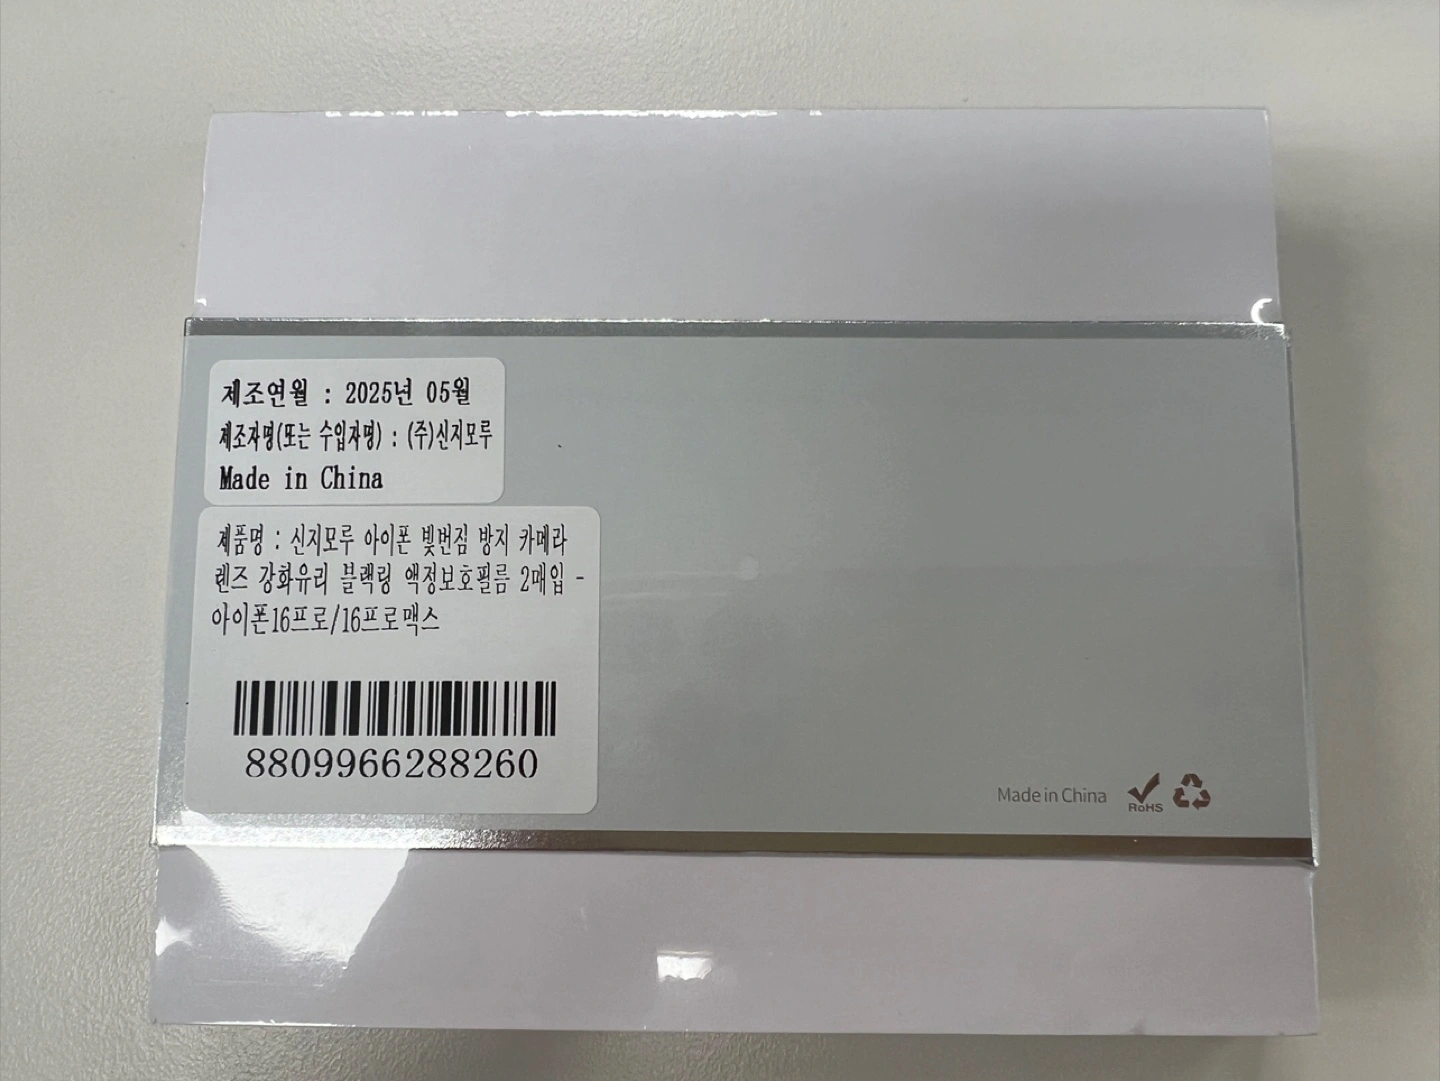 제조연월 : 2025년 05월
제조자명(또는 수입자명) : (주)신지모루
Made in China
제품명 : 신지모루 아이폰 빛번짐 방지 카메라
렌즈 강화유리 블랙링 액정보호필름 2매입 -
아이폰16프로/16프로맥스
8809966288260
Made in China
RoHS